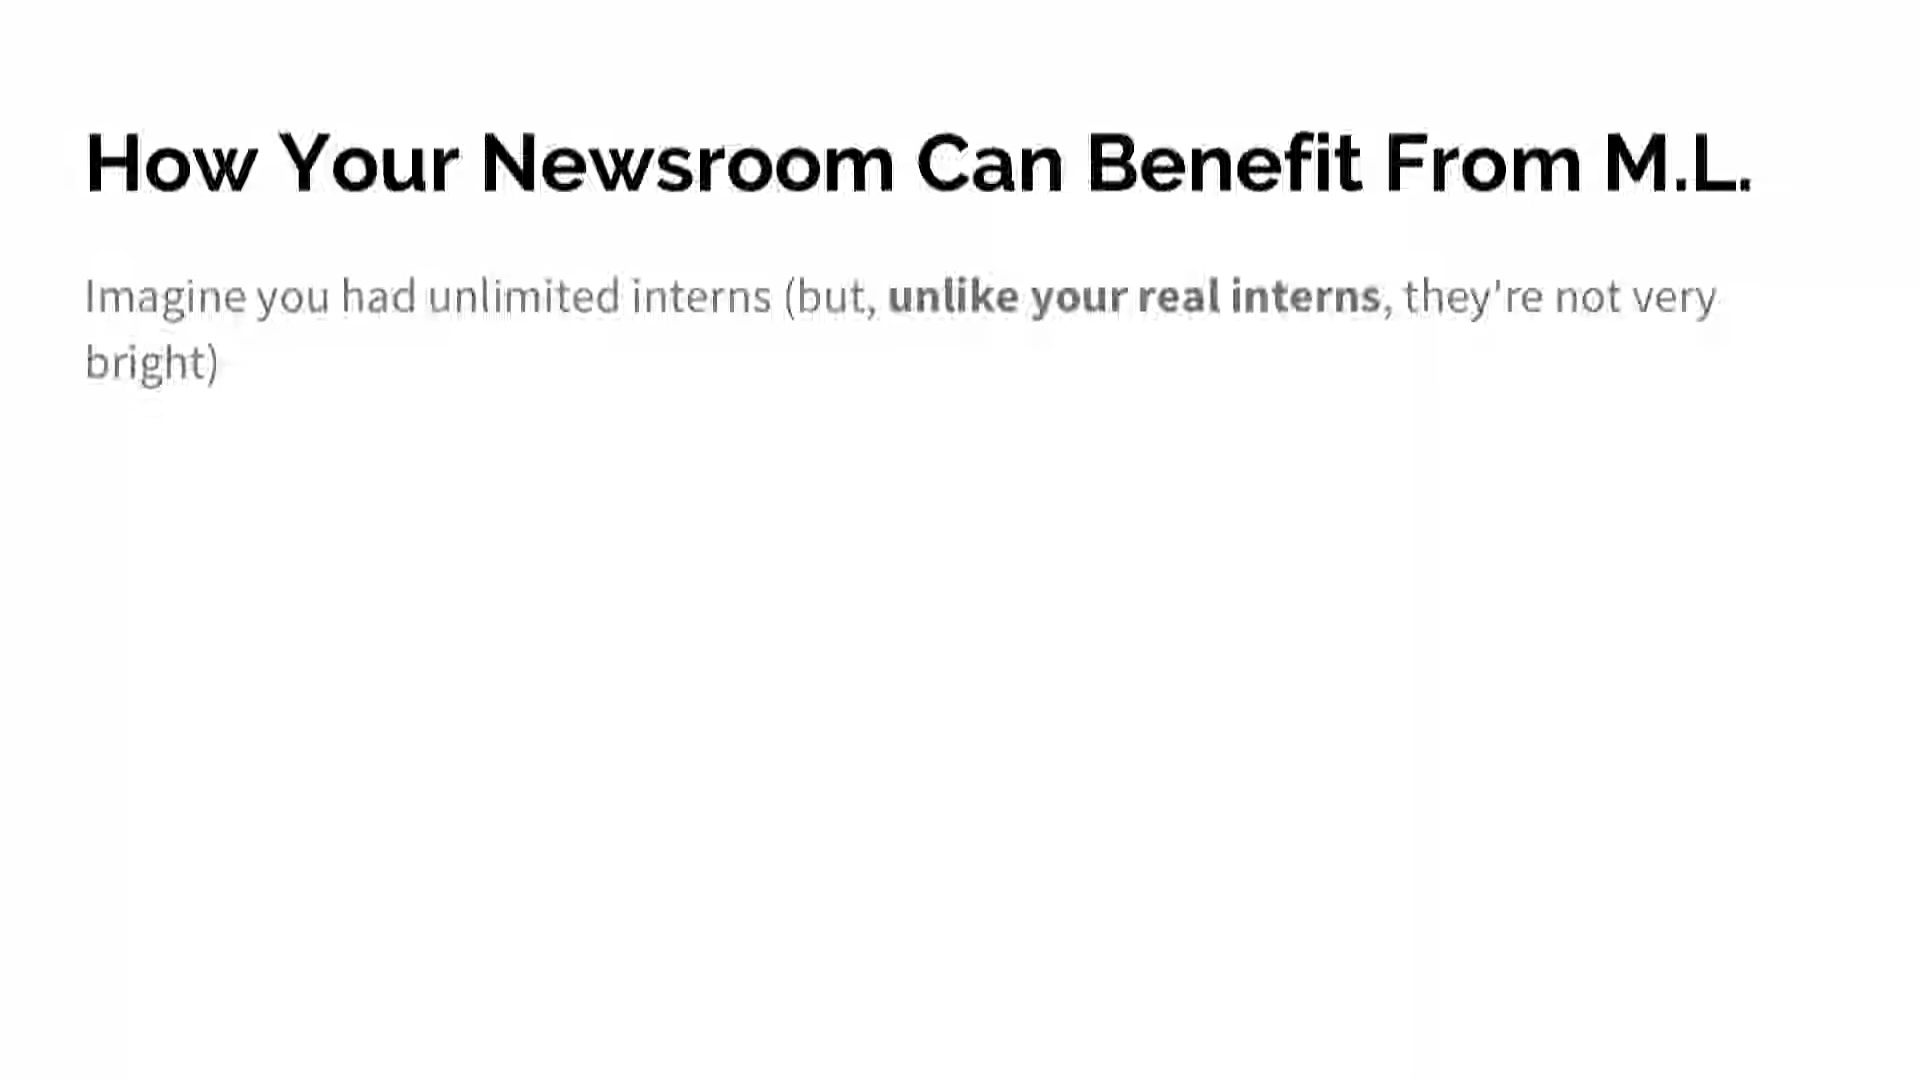 How Your Newsroom Can Benefit From M.L.
Imagine you had unlimited interns (but, unlike your real interns, they're not very
bright)